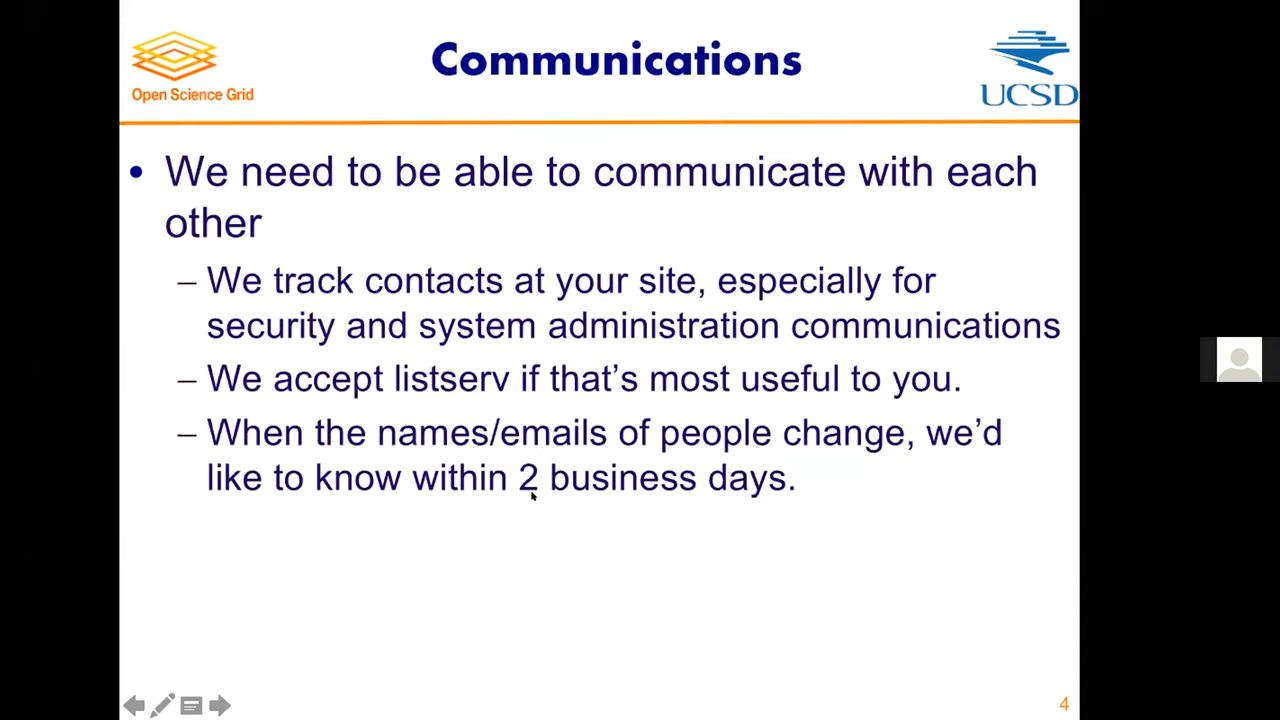 Communications
Open Science Grid
UCSD
• We need to be able to communicate with each
other
– We track contacts at your site, especially for
security and system administration communications
– We accept listserv if that’s most useful to you.
– When the names/emails of people change, we’d
like to know within 2 business days.
4